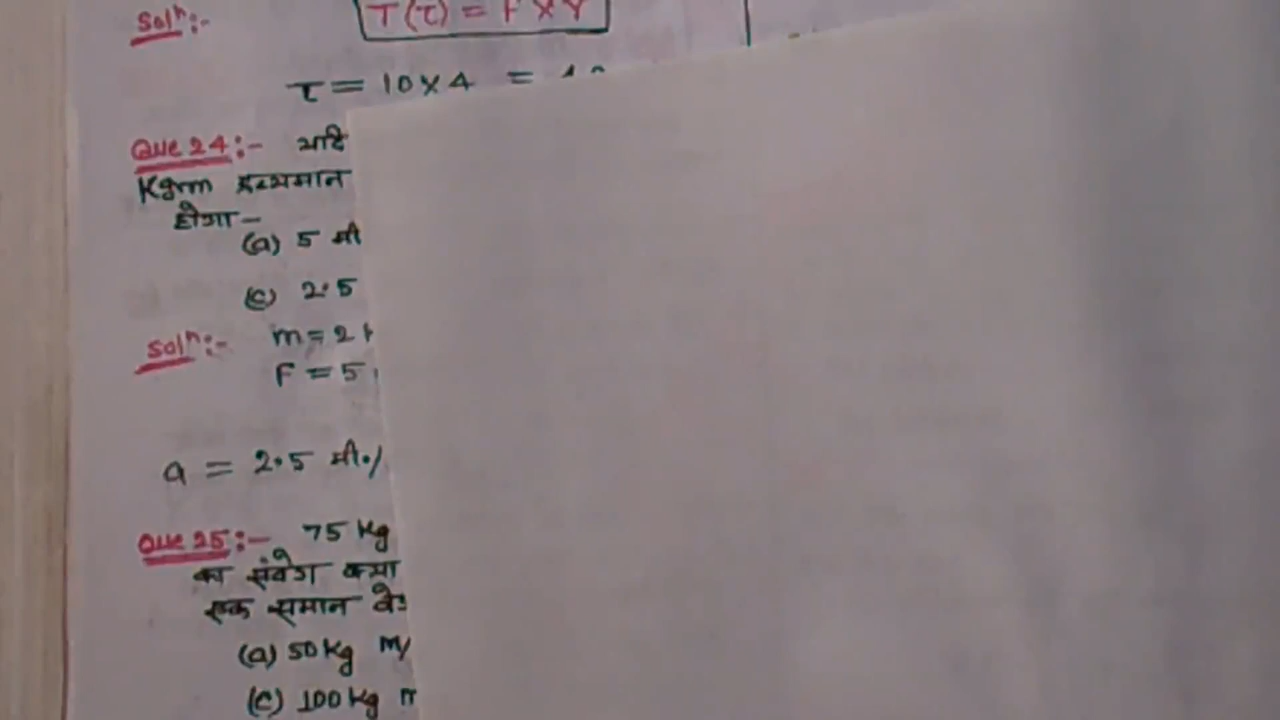 Solⁿ:-
T(τ) = F × r
τ = 10×4 =
Que 24:- यदि
Kgm द्रव्यमान
होगा-
(a) 5 मी
(c) 2.5
Solⁿ:- m = 2
F = 5
a = 2.5 मी./
Que 25:- 75 Kg
का संवेग क्या
एक समान
(a) 50 Kg m/
(c) 100 Kg